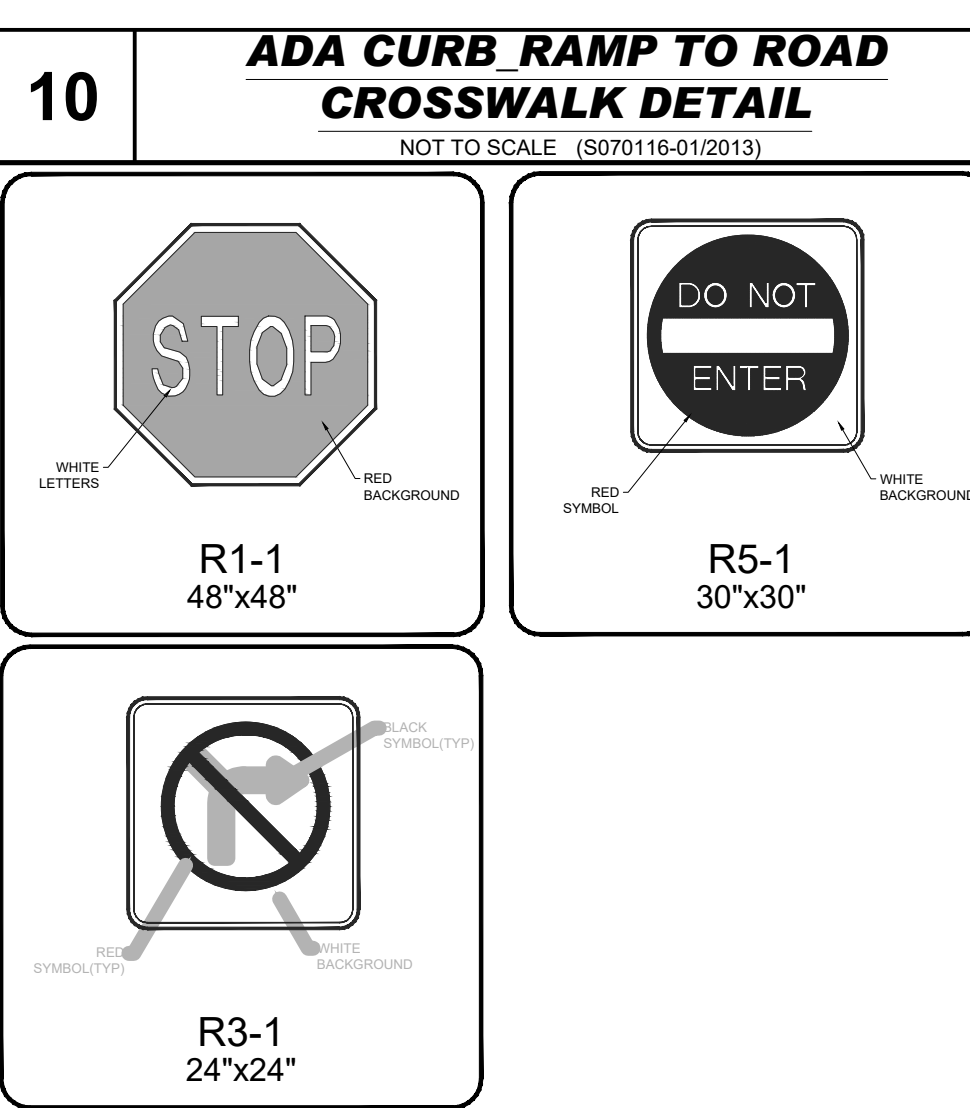 10
ADA CURB_RAMP TO ROAD
CROSSWALK DETAIL
NOT TO SCALE (S070116-01/2013)
STOP
WHITE
LETTERS
RED
BACKGROUND
R1-1
48"x48"
DO NOT
ENTER
RED
SYMBOL
WHITE
BACKGROUND
R5-1
30"x30"
BLACK
SYMBOL(TYP)
RED
SYMBOL(TYP)
WHITE
BACKGROUND
R3-1
24"x24"